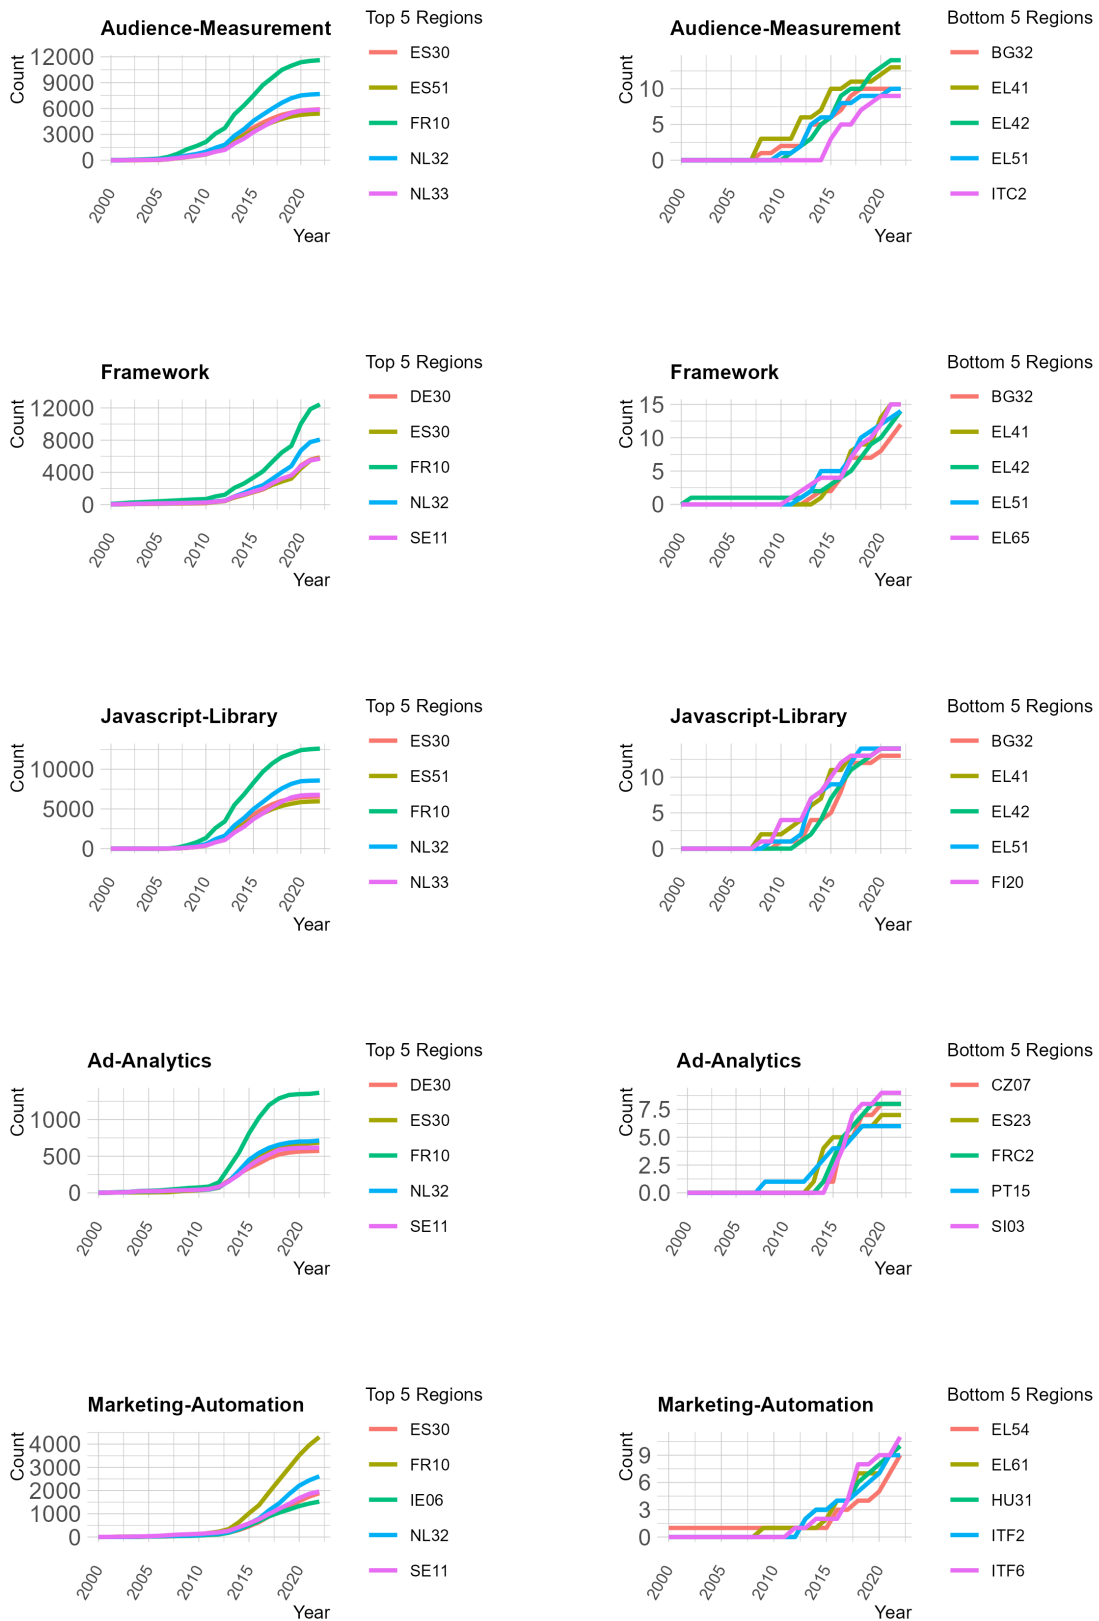 Audience-Measurement
Count
12000
9000
6000
3000
0
2000
2005
2010
2015
2020
Year
Top 5 Regions
ES30
ES51
FR10
NL32
NL33
Audience-Measurement
Count
10
5
0
2000
2005
2010
2015
2020
Year
Bottom 5 Regions
BG32
EL41
EL42
EL51
ITC2
Framework
Count
12000
8000
4000
0
2000
2005
2010
2015
2020
Year
Top 5 Regions
DE30
ES30
FR10
NL32
SE11
Framework
Count
15
10
5
0
2000
2005
2010
2015
2020
Year
Bottom 5 Regions
BG32
EL41
EL42
EL51
EL65
Javascript-Library
Count
10000
5000
0
2000
2005
2010
2015
2020
Year
Top 5 Regions
ES30
ES51
FR10
NL32
NL33
Javascript-Library
Count
10
5
0
2000
2005
2010
2015
2020
Year
Bottom 5 Regions
BG32
EL41
EL42
EL51
FI20
Ad-Analytics
Count
1000
500
0
2000
2005
2010
2015
2020
Year
Top 5 Regions
DE30
ES30
FR10
NL32
SE11
Ad-Analytics
Count
7.5
5.0
2.5
0.0
2000
2005
2010
2015
2020
Year
Bottom 5 Regions
CZ07
ES23
FRC2
PT15
SI03
Marketing-Automation
Count
4000
3000
2000
1000
0
2000
2005
2010
2015
2020
Year
Top 5 Regions
ES30
FR10
IE06
NL32
SE11
Marketing-Automation
Count
9
6
3
0
2000
2005
2010
2015
2020
Year
Bottom 5 Regions
EL54
EL61
HU31
ITF2
ITF6